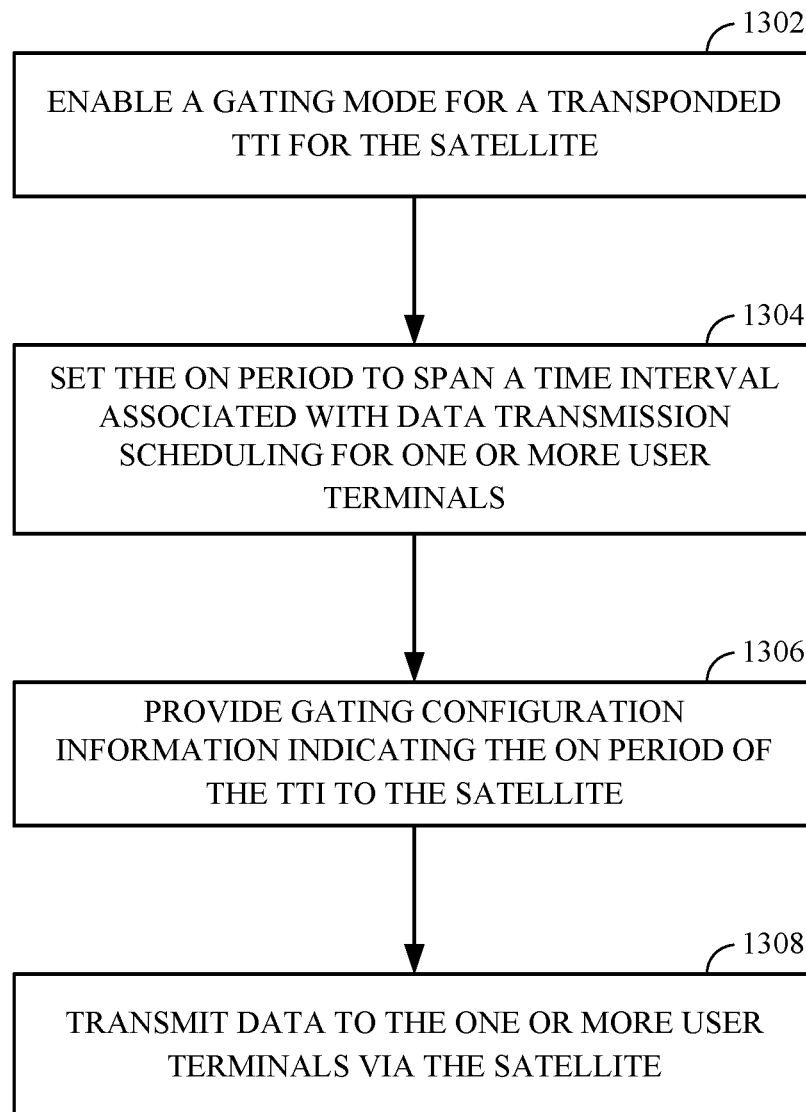 1302
ENABLE A GATING MODE FOR A TRANSPONDED
TTI FOR THE SATELLITE
1304
SET THE ON PERIOD TO SPAN A TIME INTERVAL
ASSOCIATED WITH DATA TRANSMISSION
SCHEDULING FOR ONE OR MORE USER
TERMINALS
1306
PROVIDE GATING CONFIGURATION
INFORMATION INDICATING THE ON PERIOD OF
THE TTI TO THE SATELLITE
1308
TRANSMIT DATA TO THE ONE OR MORE USER
TERMINALS VIA THE SATELLITE